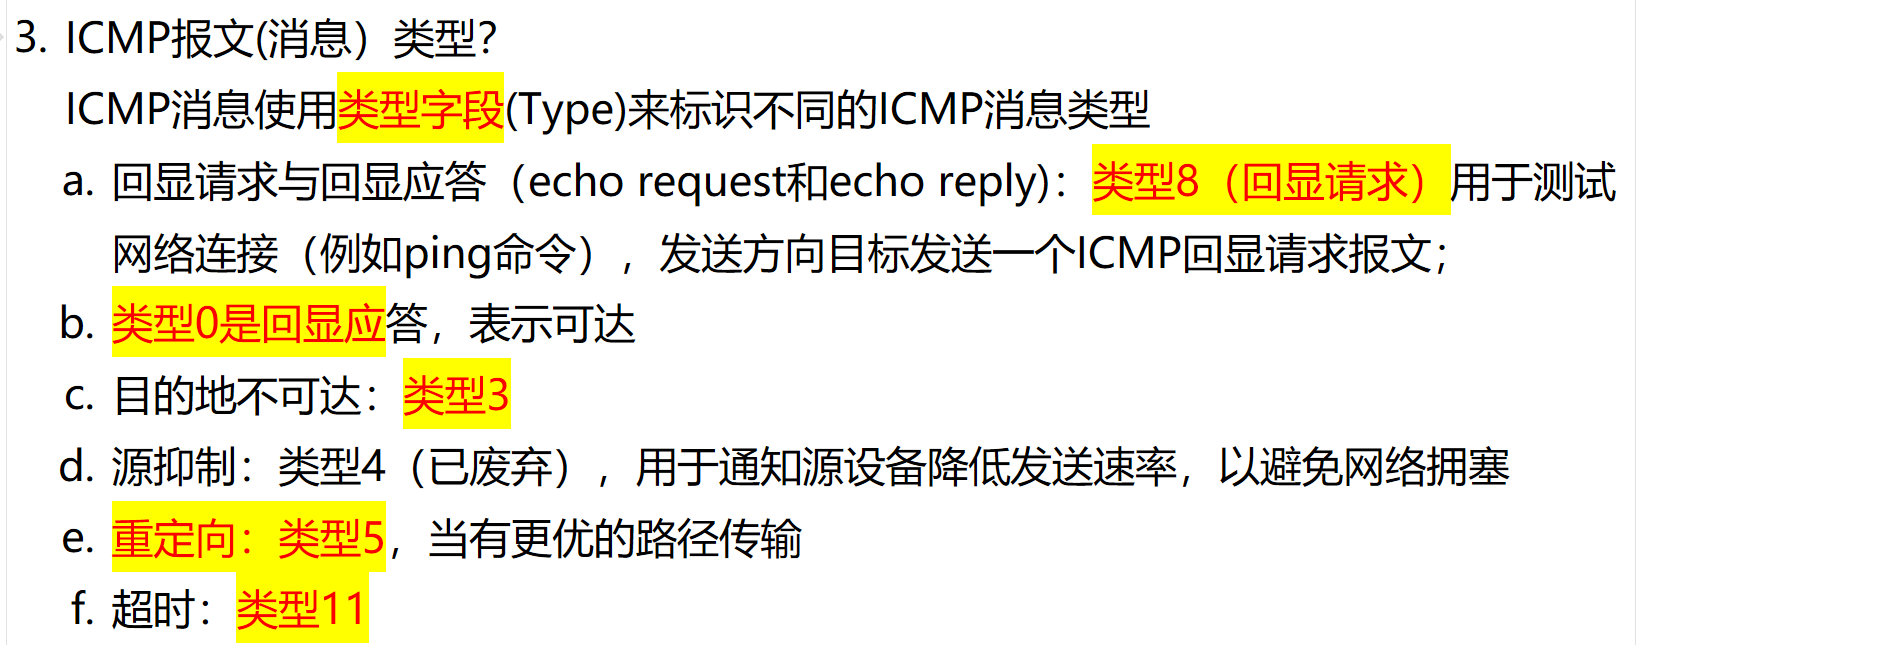 3. ICMP报文(消息）类型?
ICMP消息使用类型字段(Type)来标识不同的ICMP消息类型
a. 回显请求与回显应答（echo request和echo reply)：类型8（回显请求）用于测试
网络连接（例如ping命令），发送方向目标发送一个ICMP回显请求报文；
b. 类型0是回显应答，表示可达
c. 目的地不可达：类型3
d. 源抑制：类型4（已废弃），用于通知源设备降低发送速率，以避免网络拥塞
e. 重定向：类型5，当有更优的路径传输
f. 超时：类型11